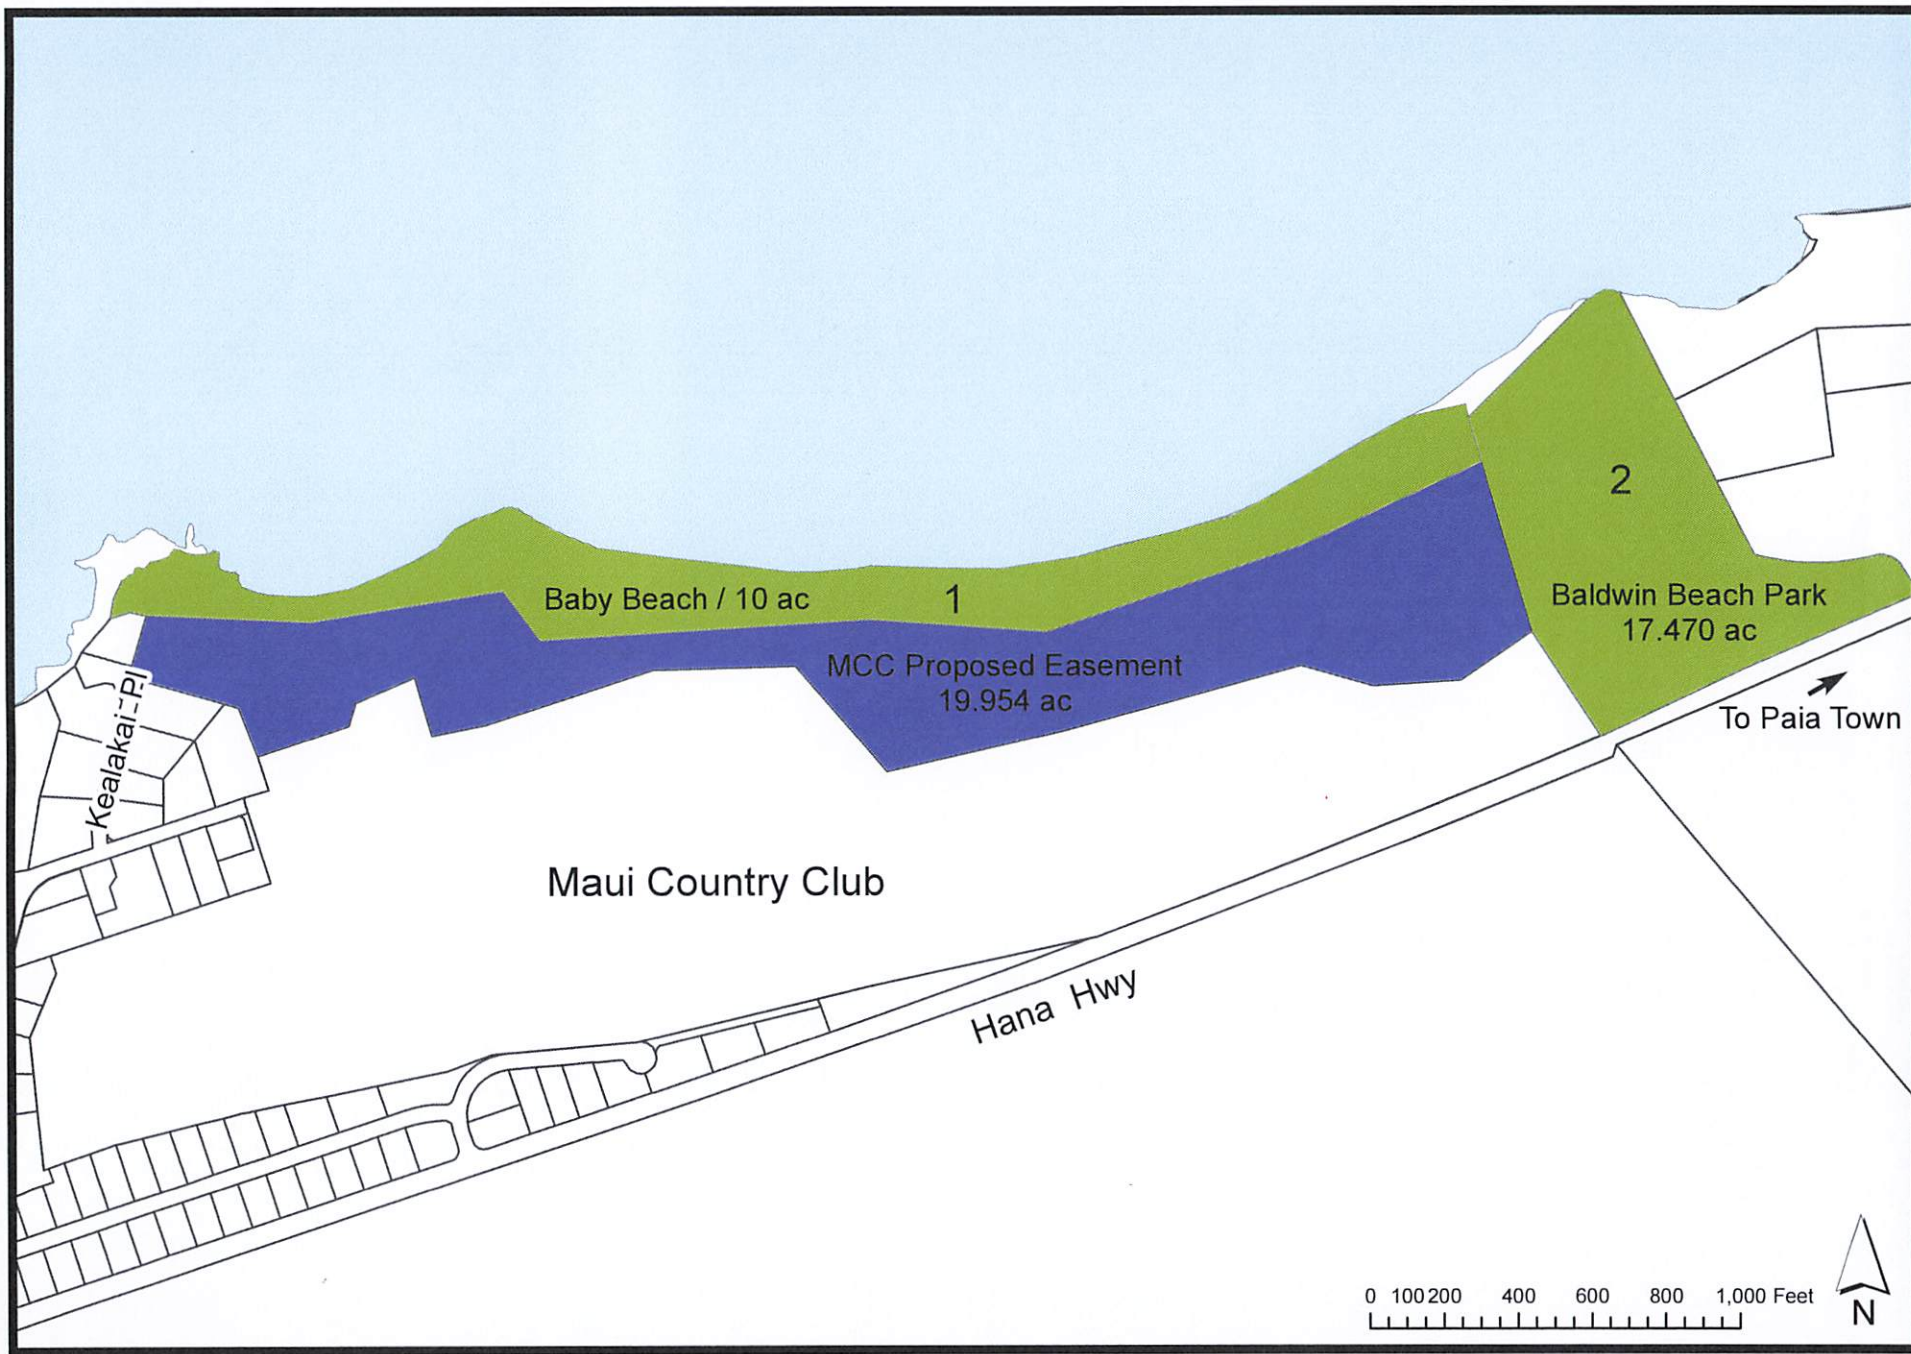 2
Baby Beach / 10 ac
1
Baldwin Beach Park
17.470 ac
MCC Proposed Easement
19.954 ac
Kealakai Pl
To Paia Town
Maui Country Club
Hana Hwy
0 100 200 400 600 800 1,000 Feet
N